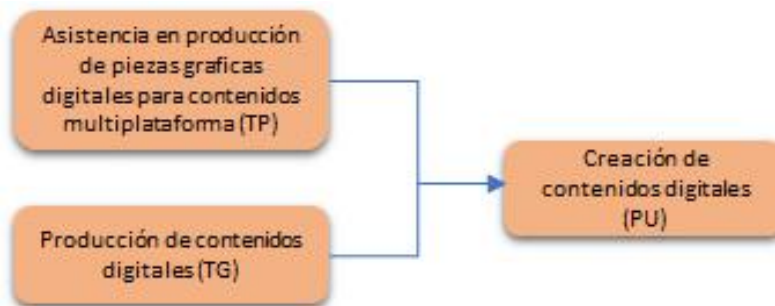 Asistencia en producción
de piezas graficas
digitales para contenidos
multiplataforma (TP)
Producción de contenidos
digitales (TG)
Creación de
contenidos digitales
(PU)